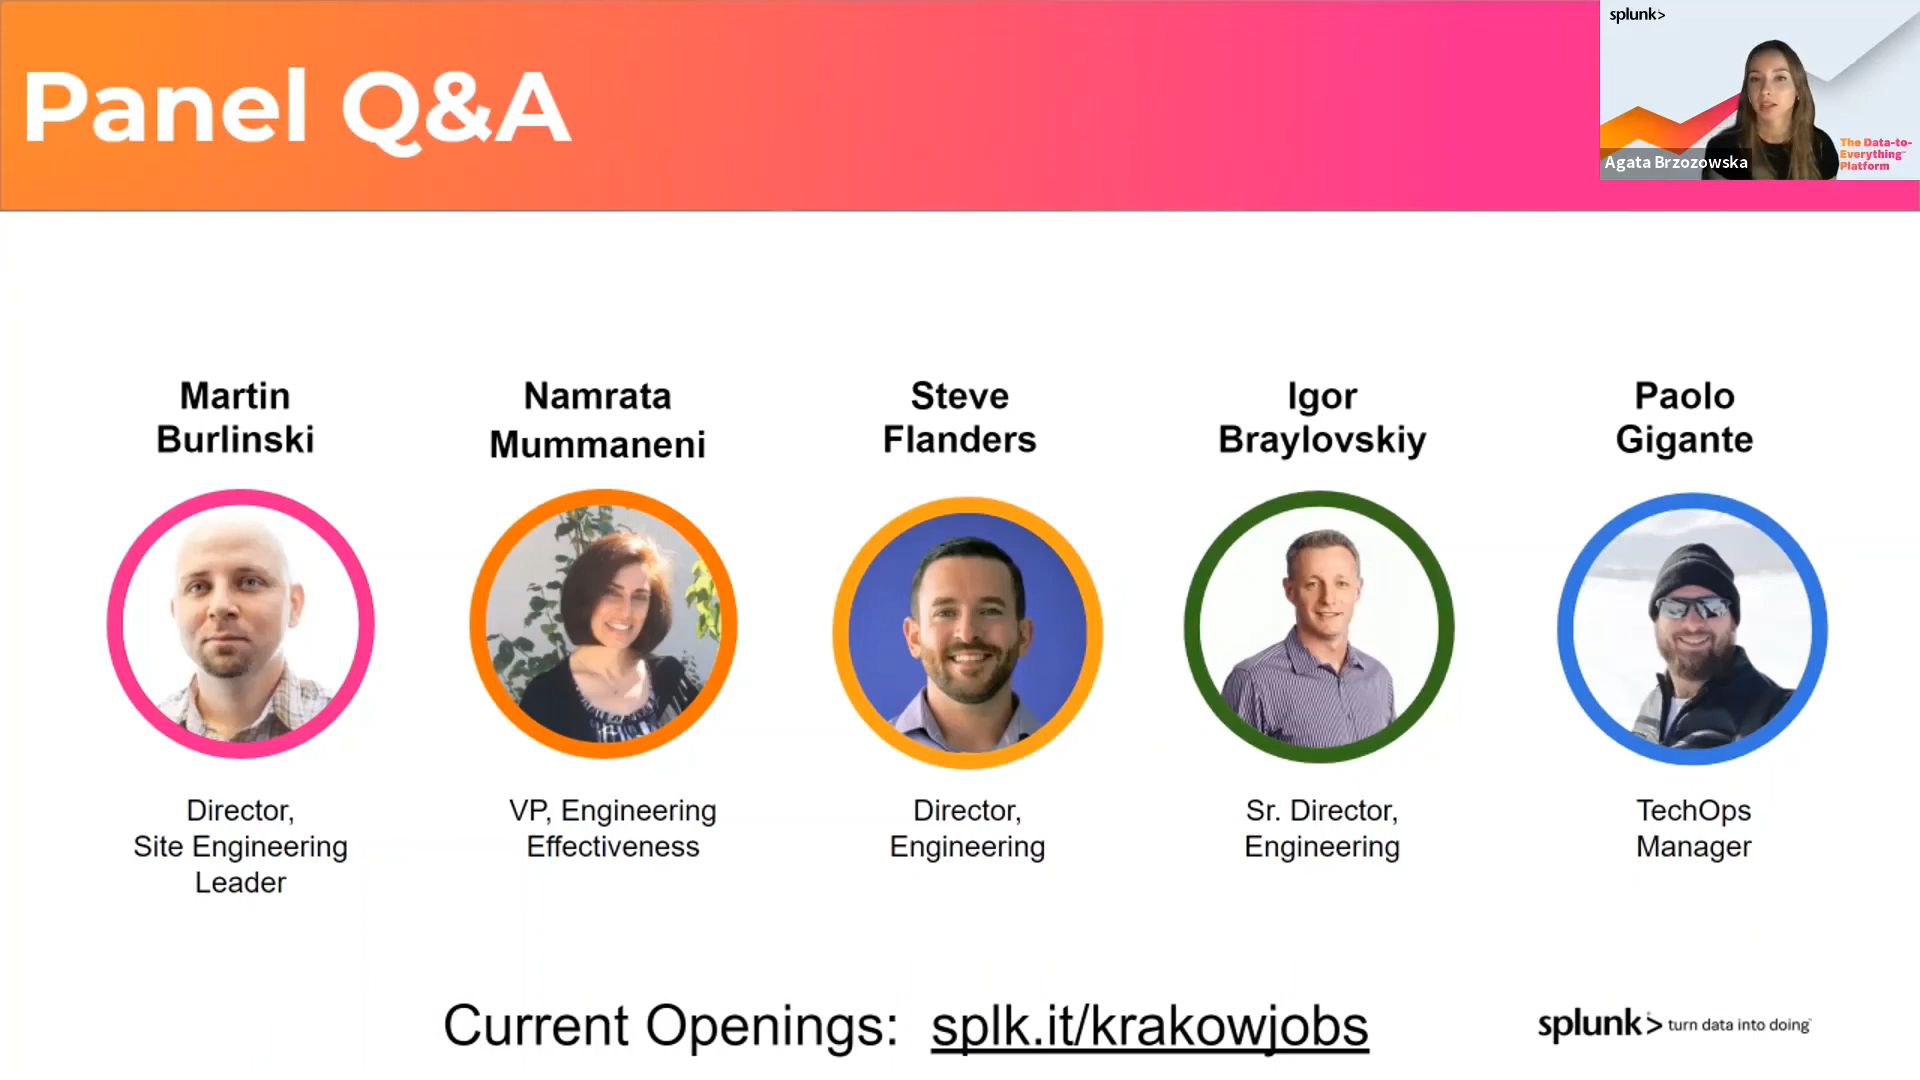 Panel Q&A
splunk>
The Data-to-
Everything™
Platform
Agata Brzozowska
Martin
Burlinski
Namrata
Mummaneni
Steve
Flanders
Igor
Braylovskiy
Paolo
Gigante
Director,
Site Engineering
Leader
VP, Engineering
Effectiveness
Director,
Engineering
Sr. Director,
Engineering
TechOps
Manager
Current Openings: splk.it/krakowjobs
splunk> turn data into doing™